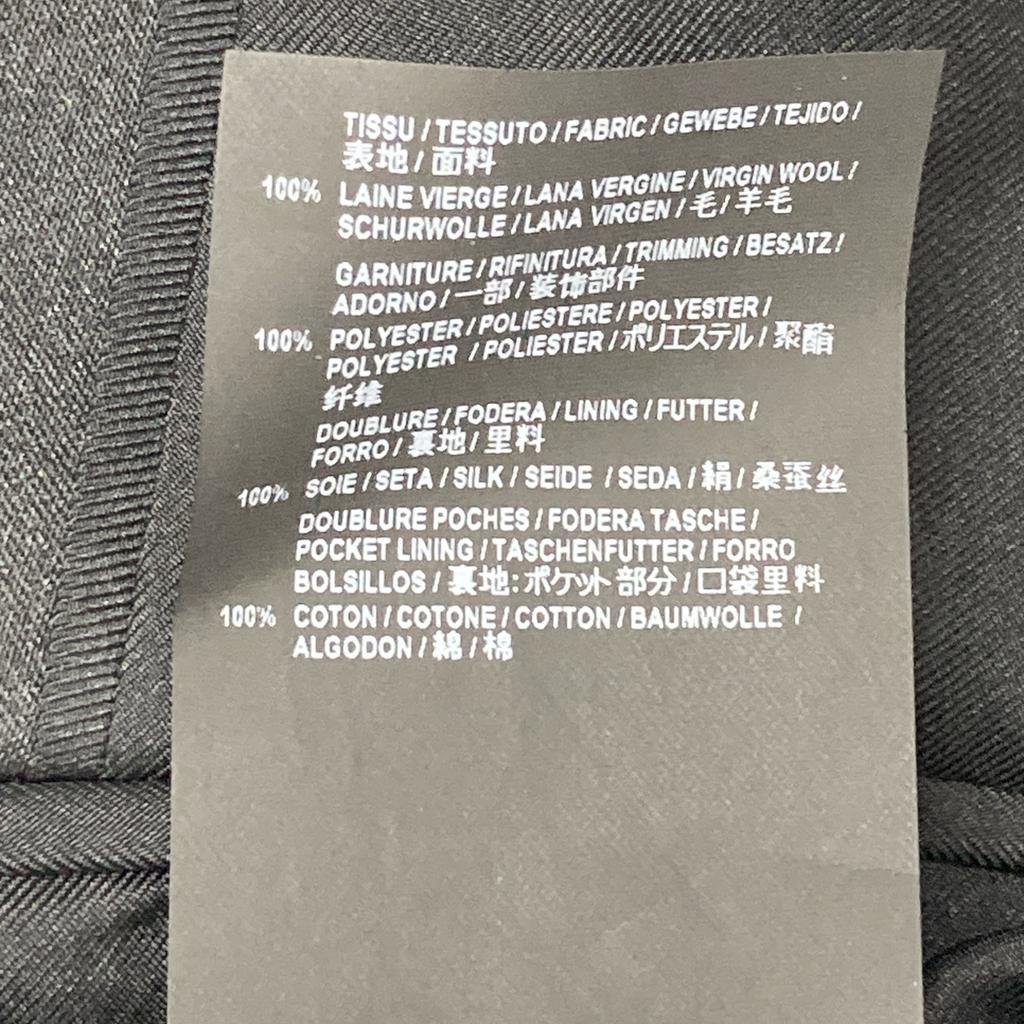 TISSU / TESSUTO / FABRIC / GEWEBE / TEJIDO /
表地 / 面料
100% LAINE VIERGE / LANA VERGINE / VIRGIN WOOL /
SCHURWOLLE / LANA VIRGEN / 毛 / 羊毛
GARNITURE / RIFINITURA / TRIMMING / BESATZ /
ADORNO / 一部 / 装饰部件
100% POLYESTER / POLIESTERE / POLYESTER /
POLYESTER / POLIESTER / ポリエステル / 聚酯
纤维
DOUBLURE / FODERA / LINING / FUTTER /
FORRO / 裏地 / 里料
100% SOIE / SETA / SILK / SEIDE / SEDA / 絹 / 桑蚕丝
DOUBLURE POCHES / FODERA TASCHE /
POCKET LINING / TASCHENFUTTER / FORRO
BOLSILLOS / 裏地:ポケット部分 / 口袋里料
100% COTON / COTONE / COTTON / BAUMWOLLE /
ALGODON / 綿 / 棉